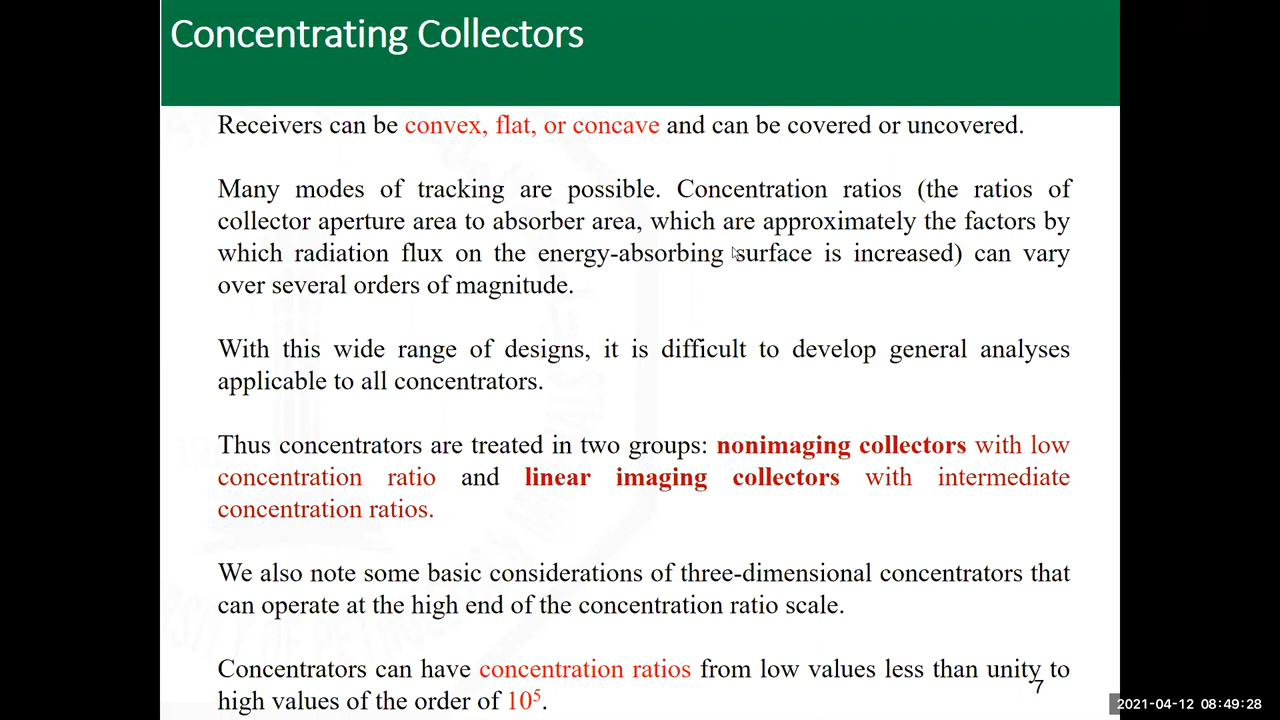 Concentrating Collectors
Receivers can be convex, flat, or concave and can be covered or uncovered.
Many modes of tracking are possible. Concentration ratios (the ratios of
collector aperture area to absorber area, which are approximately the factors by
which radiation flux on the energy-absorbing surface is increased) can vary
over several orders of magnitude.
With this wide range of designs, it is difficult to develop general analyses
applicable to all concentrators.
Thus concentrators are treated in two groups: nonimaging collectors with low
concentration ratio and linear imaging collectors with intermediate
concentration ratios.
We also note some basic considerations of three-dimensional concentrators that
can operate at the high end of the concentration ratio scale.
Concentrators can have concentration ratios from low values less than unity to
high values of the order of 10⁵.
7
2021-04-12 08:49:28